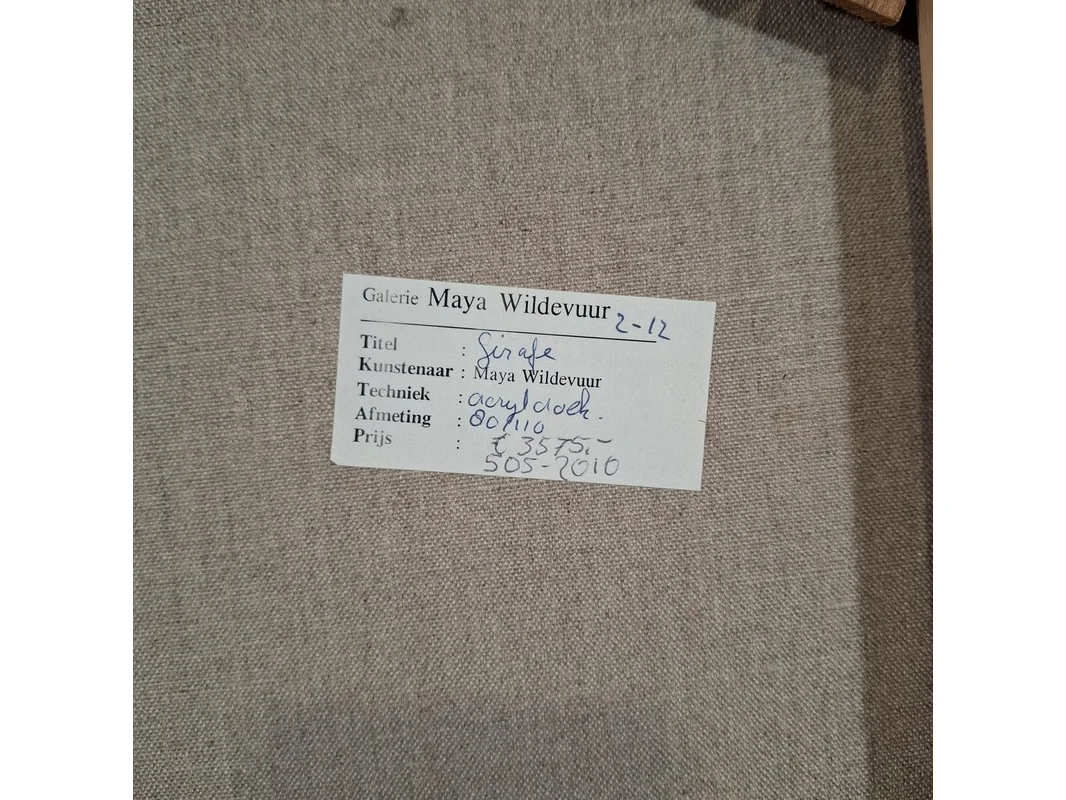 Galerie Maya Wildevuur 2-12
Titel : Girafe
Kunstenaar : Maya Wildevuur
Techniek : acryl doek.
Afmeting : 80/110
Prijs : € 3575.-
505-2010